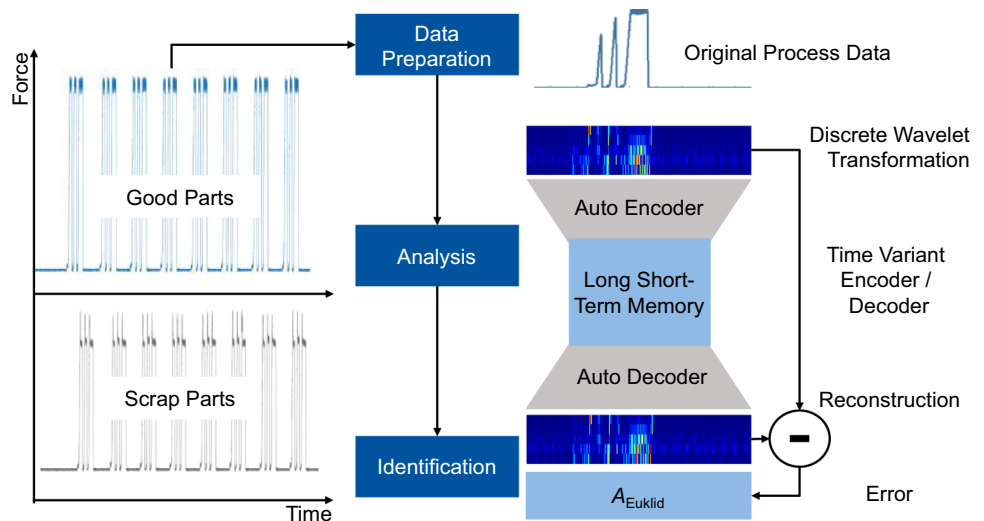 Force
Good Parts
Scrap Parts
Time
Data
Preparation
Analysis
Identification
Original Process Data
Discrete Wavelet
Transformation
Auto Encoder
Long Short-
Term Memory
Time Variant
Encoder /
Decoder
Auto Decoder
Reconstruction
A_Euklid
Error